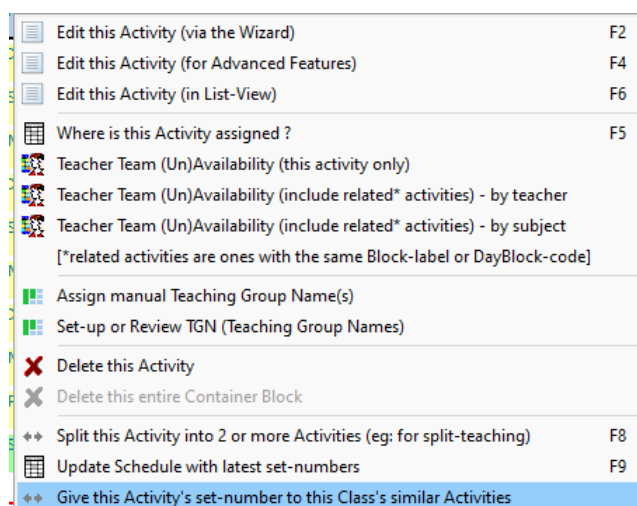 Edit this Activity (via the Wizard) F2
Edit this Activity (for Advanced Features) F4
Edit this Activity (in List-View) F6
Where is this Activity assigned ? F5
Teacher Team (Un)Availability (this activity only)
Teacher Team (Un)Availability (include related* activities) - by teacher
Teacher Team (Un)Availability (include related* activities) - by subject
[*related activities are ones with the same Block-label or DayBlock-code]
Assign manual Teaching Group Name(s)
Set-up or Review TGN (Teaching Group Names)
Delete this Activity
Delete this entire Container Block
Split this Activity into 2 or more Activities (eg: for split-teaching) F8
Update Schedule with latest set-numbers F9
Give this Activity's set-number to this Class's similar Activities